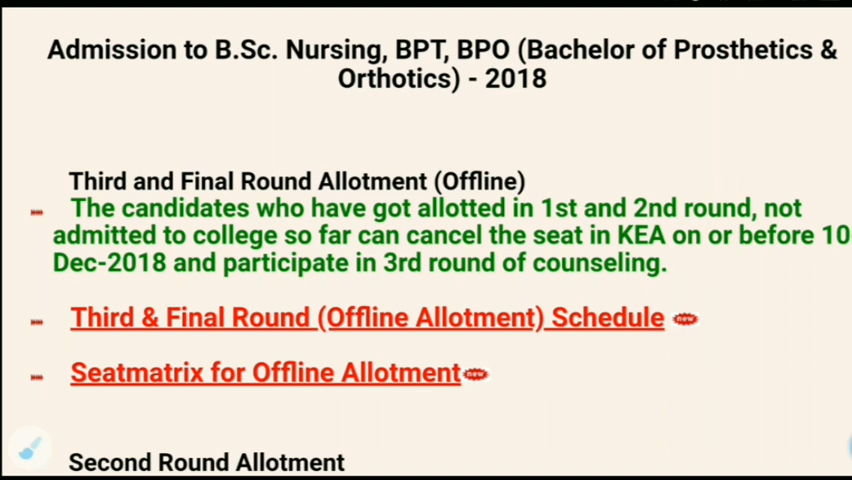 Admission to B.Sc. Nursing, BPT, BPO (Bachelor of Prosthetics &
Orthotics) - 2018
Third and Final Round Allotment (Offline)
The candidates who have got allotted in 1st and 2nd round, not
admitted to college so far can cancel the seat in KEA on or before 10
Dec-2018 and participate in 3rd round of counseling.
Third & Final Round (Offline Allotment) Schedule new
Seatmatrix for Offline Allotment new
Second Round Allotment